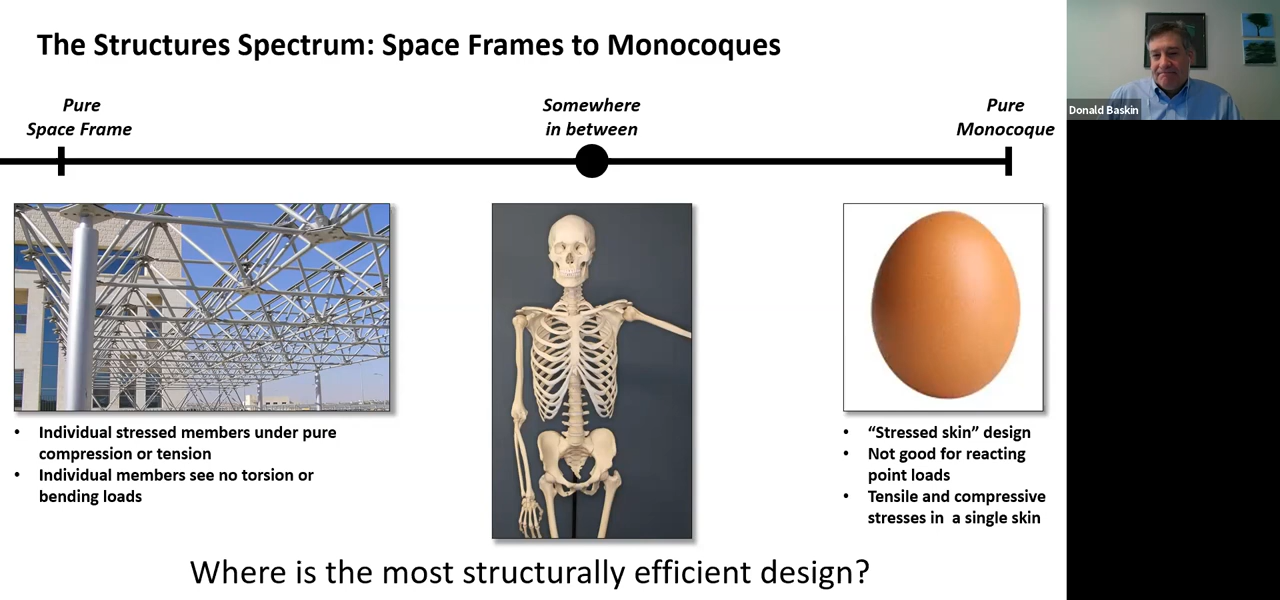 The Structures Spectrum: Space Frames to Monocoques
Pure
Space Frame
Somewhere
in between
Pure
Monocoque
Donald Baskin
• Individual stressed members under pure
compression or tension
• Individual members see no torsion or
bending loads
• “Stressed skin” design
• Not good for reacting
point loads
• Tensile and compressive
stresses in a single skin
Where is the most structurally efficient design?